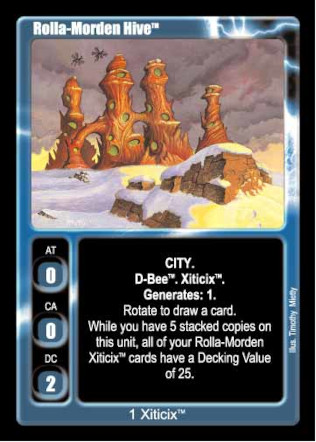 Rolla-Morden Hive™
AT
0
CA
0
DC
2
CITY.
D-Bee™. Xiticix™.
Generates: 1.
Rotate to draw a card.
While you have 5 stacked copies on
this unit, all of your Rolla-Morden
Xiticix™ cards have a Decking Value
of 25.
Illus. Timothy Mietty
1 Xiticix™